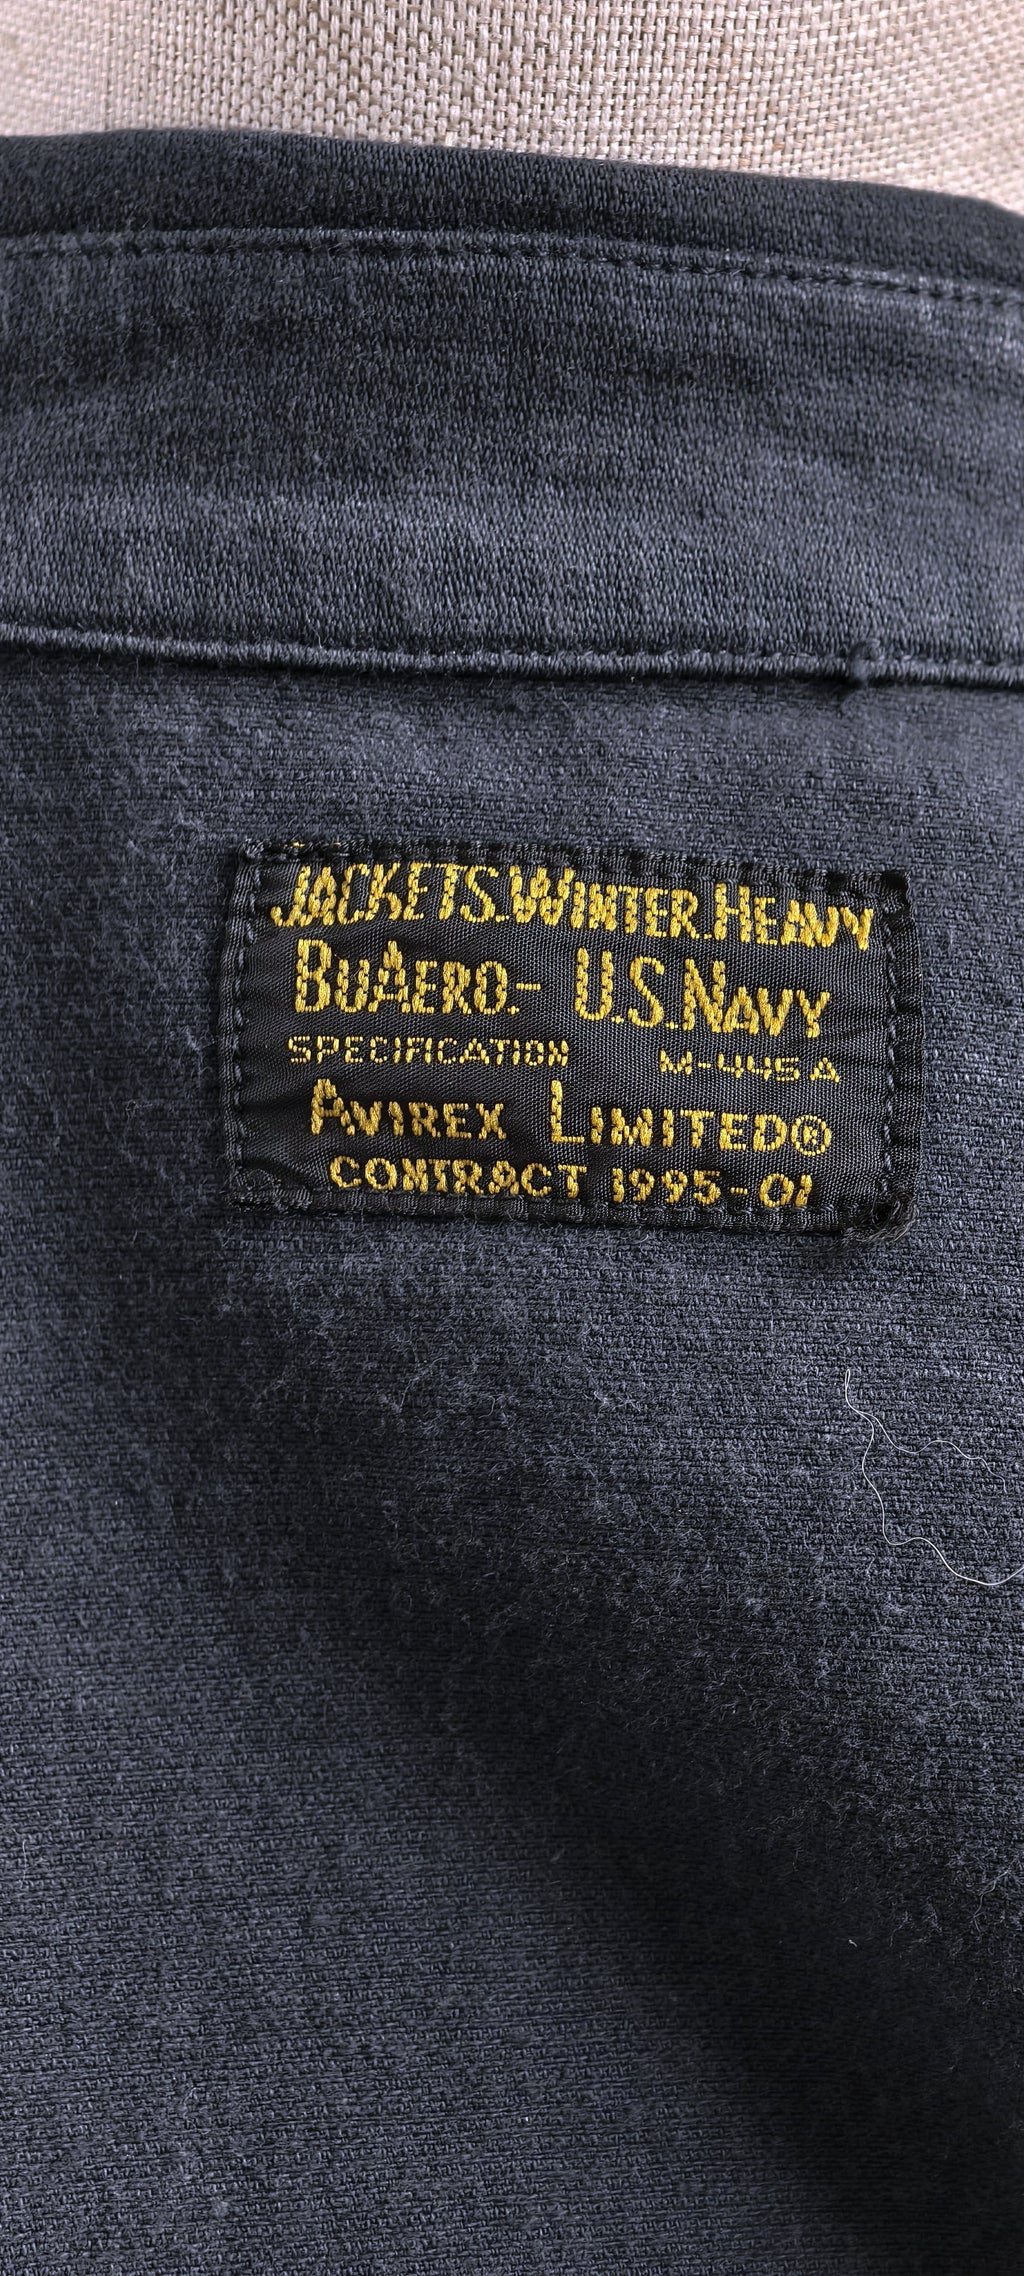 JACKETS.WINTER.HEAVY
BUAERO.- U.S.NAVY
SPECIFICATION M-445A
AVIREX LIMITED®
CONTRACT 1995-01